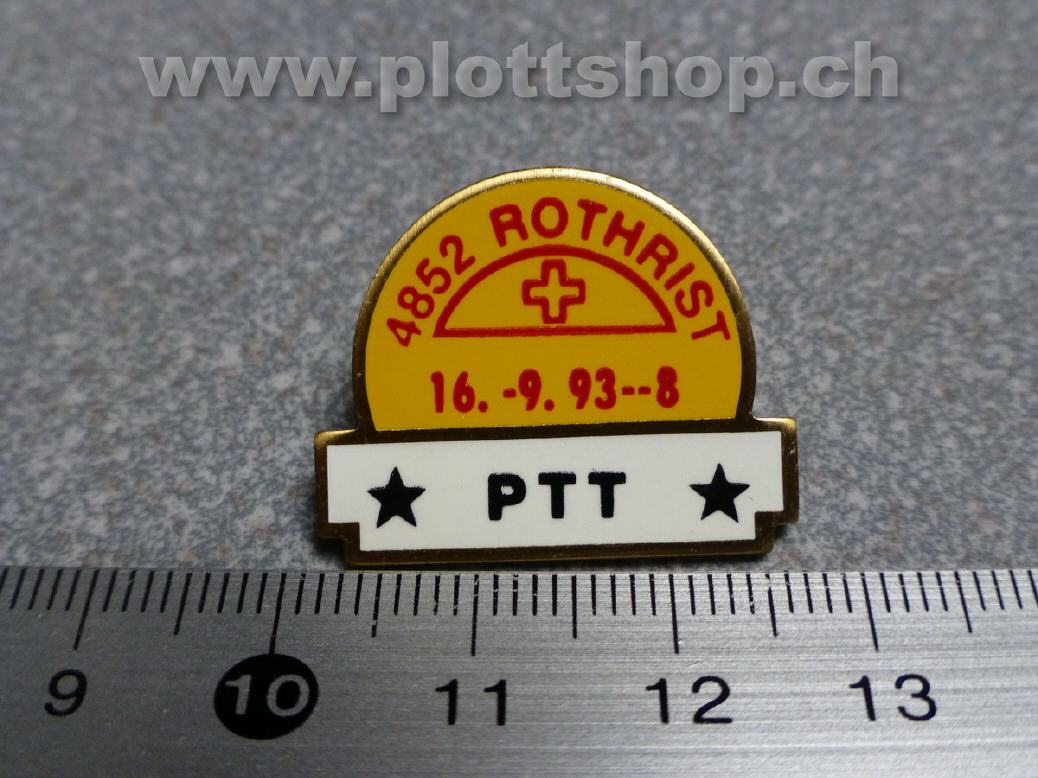 www.plottshop.ch
4852 ROTHRIST
16. -9. 93--8
★ PTT ★
9 10 11 12 13